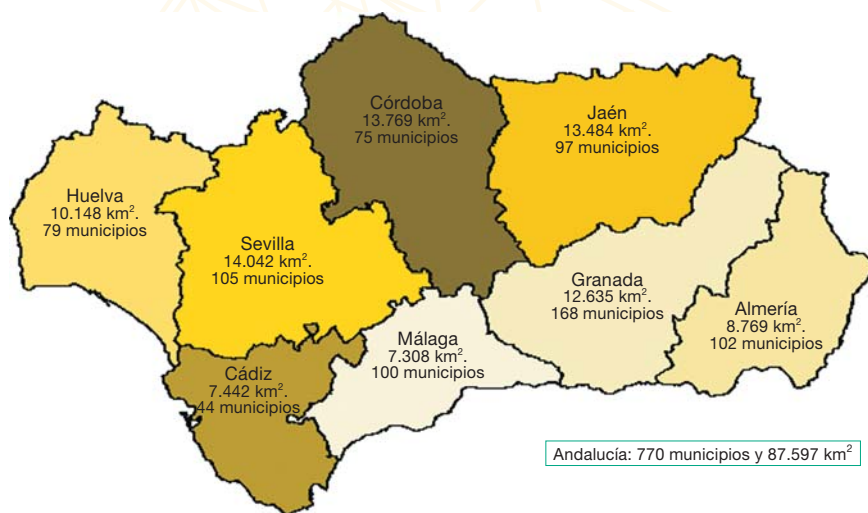 Córdoba
13.769 km².
75 municipios
Jaén
13.484 km².
97 municipios
Huelva
10.148 km².
79 municipios
Sevilla
14.042 km².
105 municipios
Granada
12.635 km².
168 municipios
Almería
8.769 km².
102 municipios
Málaga
7.308 km².
100 municipios
Cádiz
7.442 km².
44 municipios
Andalucía: 770 municipios y 87.597 km²